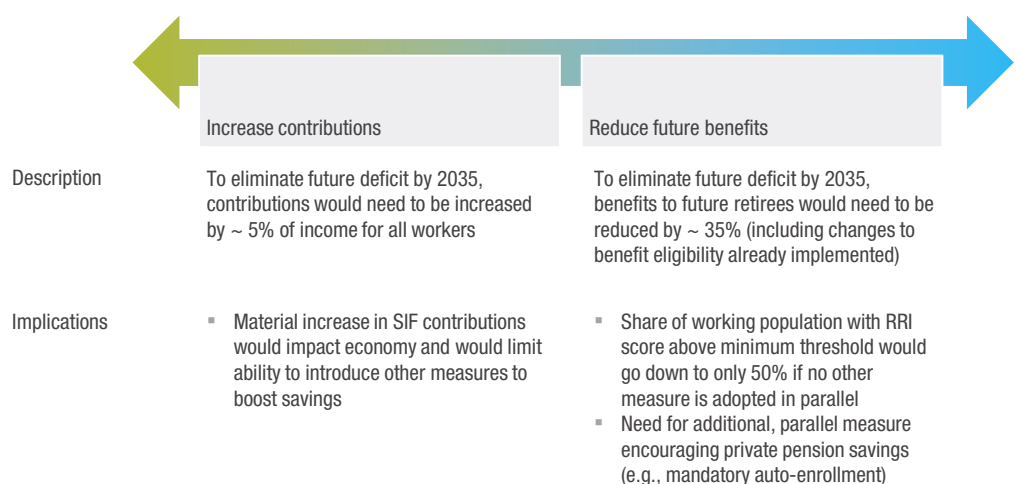 Increase contributions
Reduce future benefits
Description
To eliminate future deficit by 2035,
contributions would need to be increased
by ~ 5% of income for all workers
To eliminate future deficit by 2035,
benefits to future retirees would need to be
reduced by ~ 35% (including changes to
benefit eligibility already implemented)
Implications
▪ Material increase in SIF contributions
would impact economy and would limit
ability to introduce other measures to
boost savings
▪ Share of working population with RRI
score above minimum threshold would
go down to only 50% if no other
measure is adopted in parallel
▪ Need for additional, parallel measure
encouraging private pension savings
(e.g., mandatory auto-enrollment)